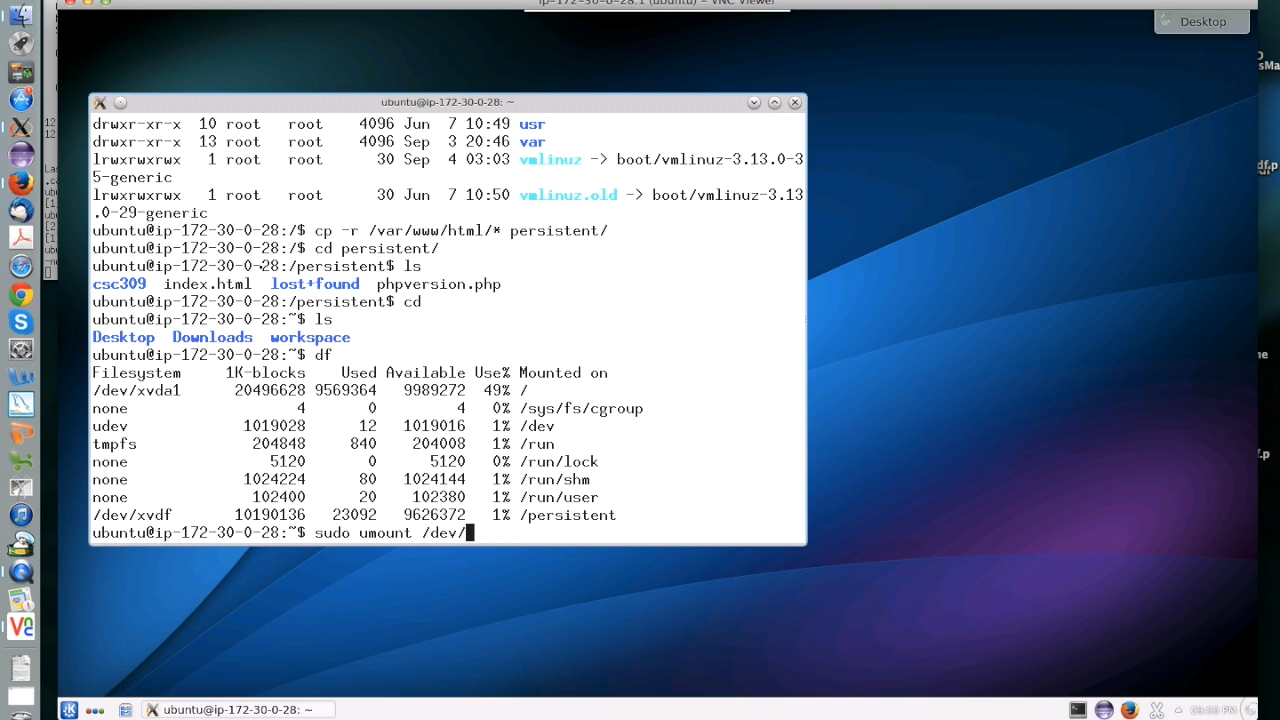 ip-172-30-0-28:1 (ubuntu) - VNC Viewer
Desktop
ubuntu@ip-172-30-0-28: ~
drwxr-xr-x  10 root   root    4096 Jun  7 10:49 usr
drwxr-xr-x  13 root   root    4096 Sep  3 20:46 var
lrwxrwxrwx   1 root   root      30 Sep  4 03:03 vmlinuz -> boot/vmlinuz-3.13.0-3
5-generic
lrwxrwxrwx   1 root   root      30 Jun  7 10:50 vmlinuz.old -> boot/vmlinuz-3.13
.0-29-generic
ubuntu@ip-172-30-0-28:/$ cp -r /var/www/html/* persistent/
ubuntu@ip-172-30-0-28:/$ cd persistent/
ubuntu@ip-172-30-0-28:/persistent$ ls
csc309  index.html  lost+found  phpversion.php
ubuntu@ip-172-30-0-28:/persistent$ cd
ubuntu@ip-172-30-0-28:~$ ls
Desktop  Downloads  workspace
ubuntu@ip-172-30-0-28:~$ df
Filesystem     1K-blocks    Used Available Use% Mounted on
/dev/xvda1      20496628 9569364   9989272  49% /
none                   4       0         4   0% /sys/fs/cgroup
udev             1019028      12   1019016   1% /dev
tmpfs             204848     840    204008   1% /run
none                5120       0      5120   0% /run/lock
none             1024224      80   1024144   1% /run/shm
none              102400      20    102380   1% /run/user
/dev/xvdf       10190136   23092   9626372   1% /persistent
ubuntu@ip-172-30-0-28:~$ sudo umount /dev/
ubuntu@ip-172-30-0-28: ~